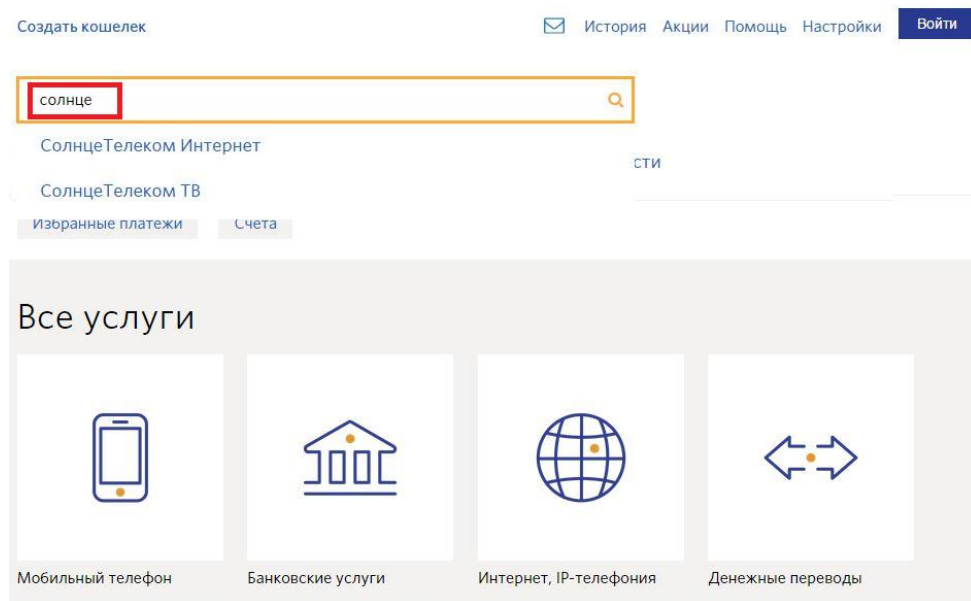 Создать кошелек
История Акции Помощь Настройки Войти
солнце
СолнцеТелеком Интернет
сти
СолнцеТелеком ТВ
Избранные платежи Счета
Все услуги
Мобильный телефон Банковские услуги Интернет, IP-телефония Денежные переводы